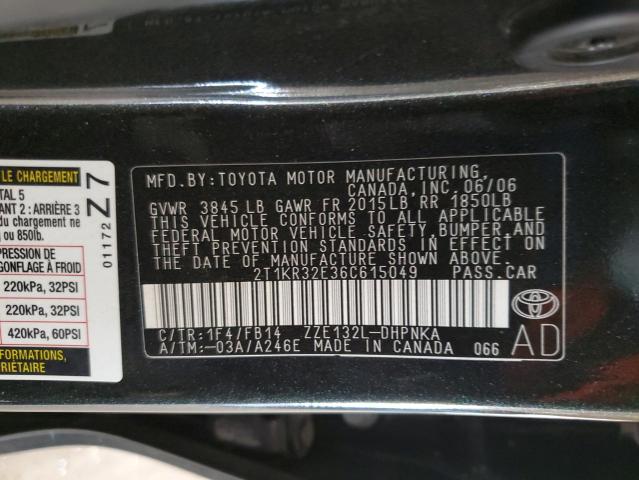 LE CHARGEMENT
TAL 5
ANT 2 : ARRIÈRE 3
du chargement ne
ou 850lb.
RESSION DE
GONFLAGE À FROID
220kPa, 32PSI
220kPa, 32PSI
420kPa, 60PSI
Z 7
01172
MFD.BY:TOYOTA MOTOR MANUFACTURING,
CANADA, INC. 06/06
GVWR 3845 LB GAWR FR 2015LB RR 1850LB
THIS VEHICLE CONFORMS TO ALL APPLICABLE
FEDERAL MOTOR VEHICLE SAFETY, BUMPER, AND
THEFT PREVENTION STANDARDS IN EFFECT ON
THE DATE OF MANUFACTURE SHOWN ABOVE.
2T1KR32E36C615049 PASS.CAR
C/TR:1F4/FB14 ZZE132L-DHPNKA
A/TM:-03A/A246E MADE IN CANADA 066
AD